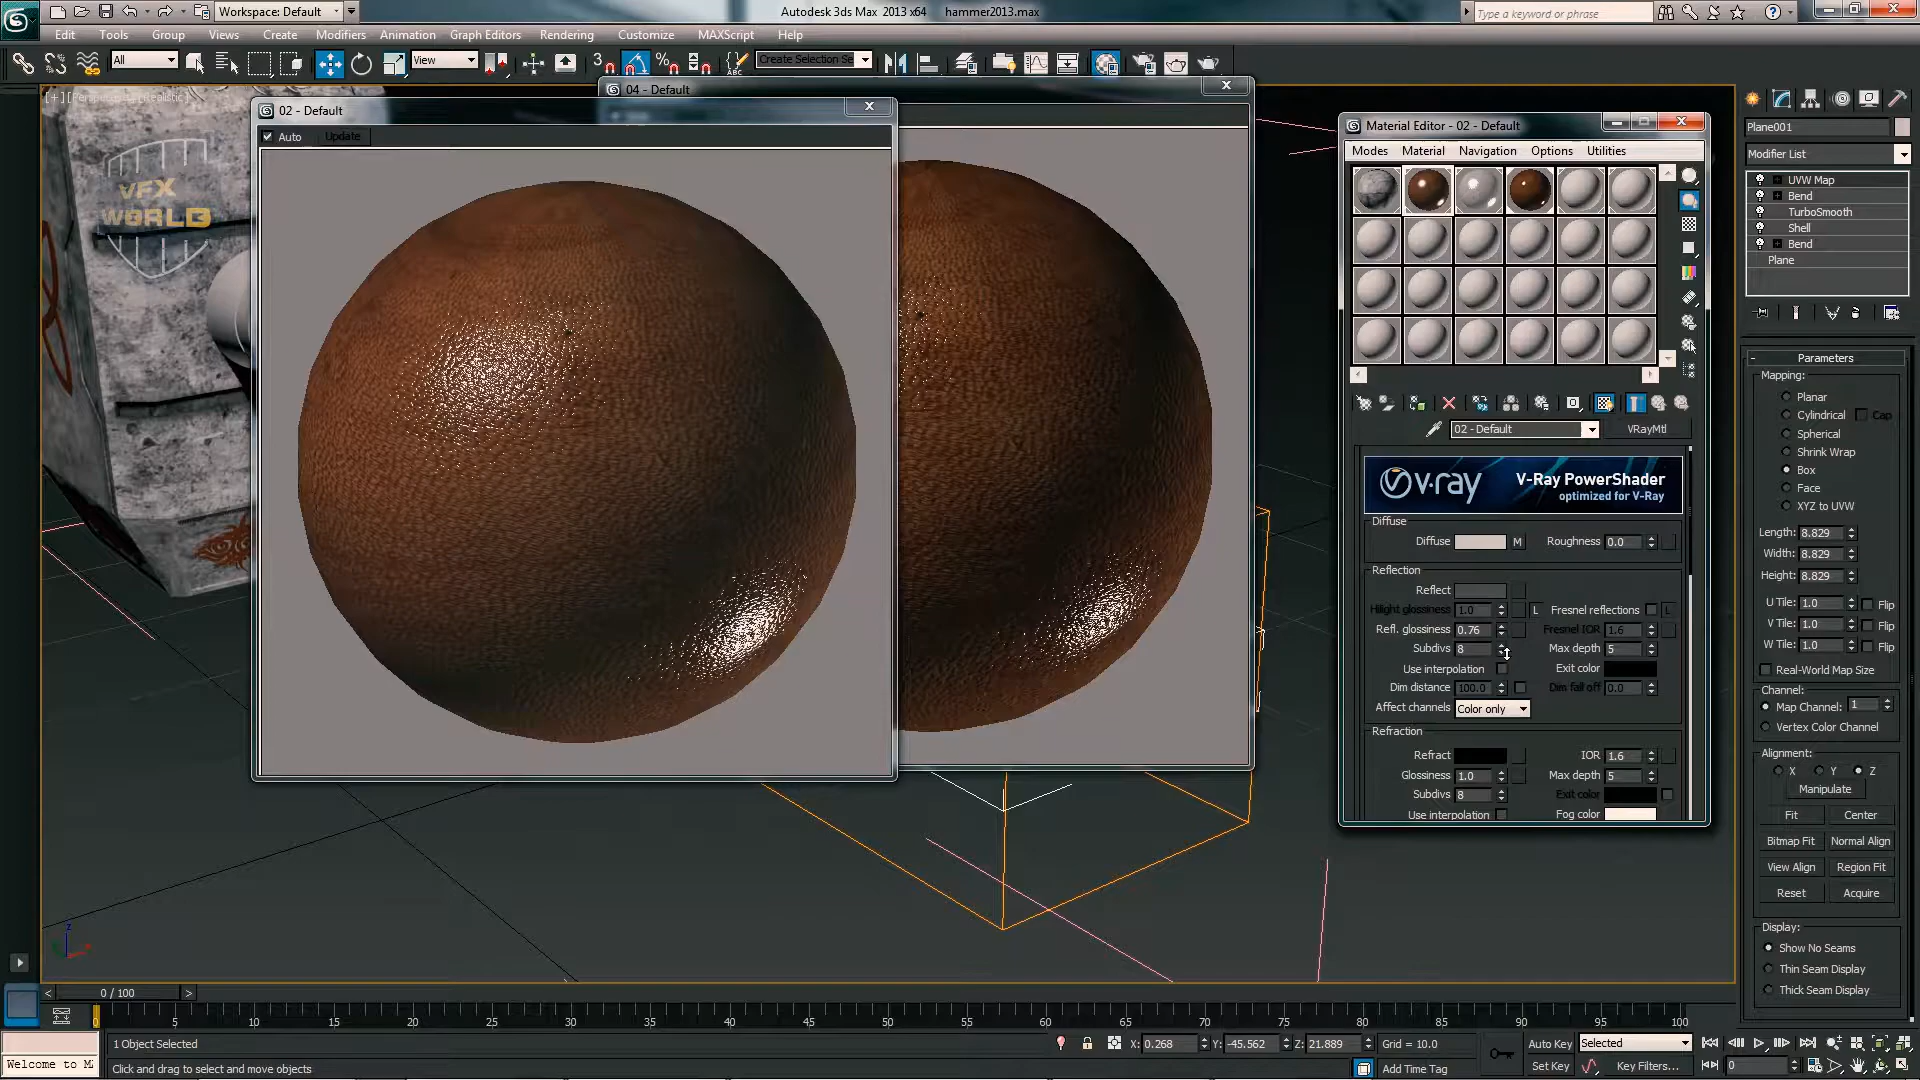 Workspace: Default
Autodesk 3ds Max 2013 x64 hammer2013.max
Type a keyword or phrase
Edit Tools Group Views Create Modifiers Animation Graph Editors Rendering Customize MAXScript Help
All
View
3
Create Selection Se
02 - Default
Auto Update
04 - Default
VFX
WORLD
Material Editor - 02 - Default
Modes Material Navigation Options Utilities
02 - Default VRayMtl
v-ray
V-Ray PowerShader
optimized for V-Ray
Diffuse
Diffuse M Roughness 0.0
Reflection
Reflect
Hilight glossiness 1.0 L Fresnel reflections L
Refl. glossiness 0.76 Fresnel IOR 1.6
Subdivs 8 Max depth 5
Use interpolation Exit color
Dim distance 100.0 Dim fall off 0.0
Affect channels Color only
Refraction
Refract IOR 1.6
Glossiness 1.0 Max depth 5
Subdivs 8 Exit color
Use interpolation Fog color
Plane001
Modifier List
UVW Map
Bend
TurboSmooth
Shell
Bend
Plane
- Parameters
Mapping:
Planar
Cylindrical Cap
Spherical
Shrink Wrap
Box
Face
XYZ to UVW
Length: 8.829
Width: 8.829
Height: 8.829
U Tile: 1.0 Flip
V Tile: 1.0 Flip
W Tile: 1.0 Flip
Real-World Map Size
Channel:
Map Channel: 1
Vertex Color Channel
Alignment:
X Y Z
Manipulate
Fit Center
Bitmap Fit Normal Align
View Align Region Fit
Reset Acquire
Display:
Show No Seams
Thin Seam Display
Thick Seam Display
< 0 / 100 >
5 10 15 20 25 30 35 40 45 50 55 60 65 70 75 80 85 90 95 100
1 Object Selected X: 0.268 Y: -45.562 Z: 21.889 Grid = 10.0 Auto Key Selected
Welcome to M
Click and drag to select and move objects Add Time Tag Set Key Key Filters... 0